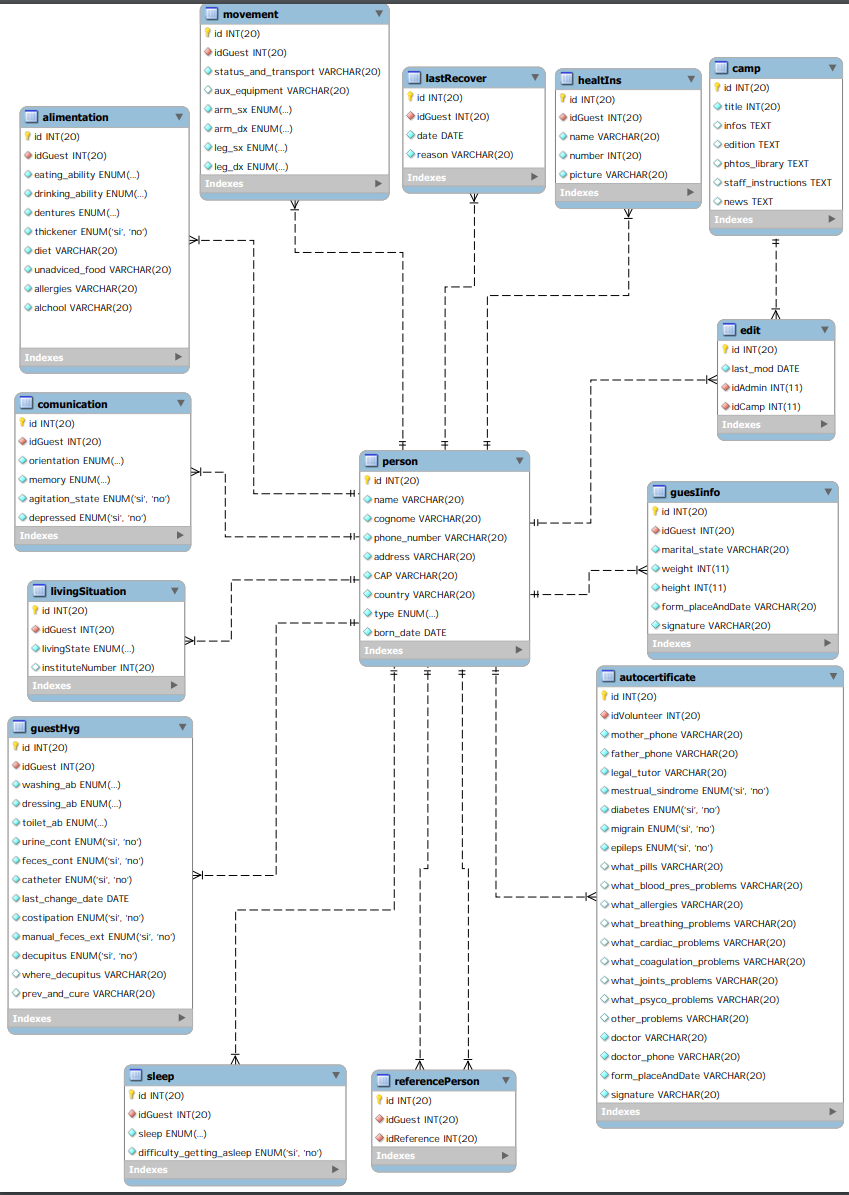 movement
id INT(20)
idGuest INT(20)
status_and_transport VARCHAR(20)
aux_equipment VARCHAR(20)
arm_sx ENUM(...)
arm_dx ENUM(...)
leg_sx ENUM(...)
leg_dx ENUM(...)
Indexes
lastRecover
id INT(20)
idGuest INT(20)
date DATE
reason VARCHAR(20)
Indexes
healtIns
id INT(20)
idGuest INT(20)
name VARCHAR(20)
number INT(20)
picture VARCHAR(20)
Indexes
camp
id INT(20)
title INT(20)
infos TEXT
edition TEXT
phtos_library TEXT
staff_instructions TEXT
news TEXT
Indexes
alimentation
id INT(20)
idGuest INT(20)
eating_ability ENUM(...)
drinking_ability ENUM(...)
dentures ENUM(...)
thickener ENUM('si', 'no')
diet VARCHAR(20)
unadviced_food VARCHAR(20)
allergies VARCHAR(20)
alchool VARCHAR(20)
Indexes
edit
id INT(20)
last_mod DATE
idAdmin INT(11)
idCamp INT(11)
Indexes
comunication
id INT(20)
idGuest INT(20)
orientation ENUM(...)
memory ENUM(...)
agitation_state ENUM('si', 'no')
depressed ENUM('si', 'no')
Indexes
person
id INT(20)
name VARCHAR(20)
cognome VARCHAR(20)
phone_number VARCHAR(20)
address VARCHAR(20)
CAP VARCHAR(20)
country VARCHAR(20)
type ENUM(...)
born_date DATE
Indexes
guesIinfo
id INT(20)
idGuest INT(20)
marital_state VARCHAR(20)
weight INT(11)
height INT(11)
form_placeAndDate VARCHAR(20)
signature VARCHAR(20)
Indexes
livingSituation
id INT(20)
idGuest INT(20)
livingState ENUM(...)
instituteNumber INT(20)
Indexes
autocertificate
id INT(20)
idVolunteer INT(20)
mother_phone VARCHAR(20)
father_phone VARCHAR(20)
legal_tutor VARCHAR(20)
mestrual_sindrome ENUM('si', 'no')
diabetes ENUM('si', 'no')
migrain ENUM('si', 'no')
epileps ENUM('si', 'no')
what_pills VARCHAR(20)
what_blood_pres_problems VARCHAR(20)
what_allergies VARCHAR(20)
what_breathing_problems VARCHAR(20)
what_cardiac_problems VARCHAR(20)
what_coagulation_problems VARCHAR(20)
what_joints_problems VARCHAR(20)
what_psyco_problems VARCHAR(20)
other_problems VARCHAR(20)
doctor VARCHAR(20)
doctor_phone VARCHAR(20)
form_placeAndDate VARCHAR(20)
signature VARCHAR(20)
Indexes
guestHyg
id INT(20)
idGuest INT(20)
washing_ab ENUM(...)
dressing_ab ENUM(...)
toilet_ab ENUM(...)
urine_cont ENUM('si', 'no')
feces_cont ENUM('si', 'no')
catheter ENUM('si', 'no')
last_change_date DATE
costipation ENUM('si', 'no')
manual_feces_ext ENUM('si', 'no')
decupitus ENUM('si', 'no')
where_decupitus VARCHAR(20)
prev_and_cure VARCHAR(20)
Indexes
sleep
id INT(20)
idGuest INT(20)
sleep ENUM(...)
difficulty_getting_asleep ENUM('si', 'no')
Indexes
referencePerson
id INT(20)
idGuest INT(20)
idReference INT(20)
Indexes